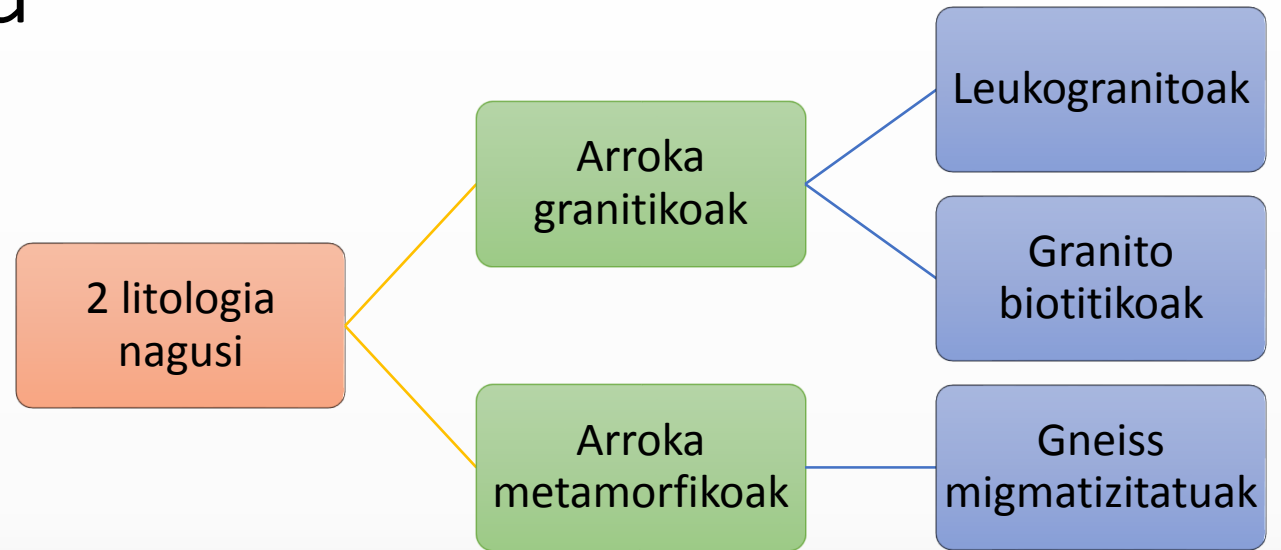 2 litologia
nagusi
Arroka
granitikoak
Leukogranitoak
Granito
biotitikoak
Arroka
metamorfikoak
Gneiss
migmatizitatuak